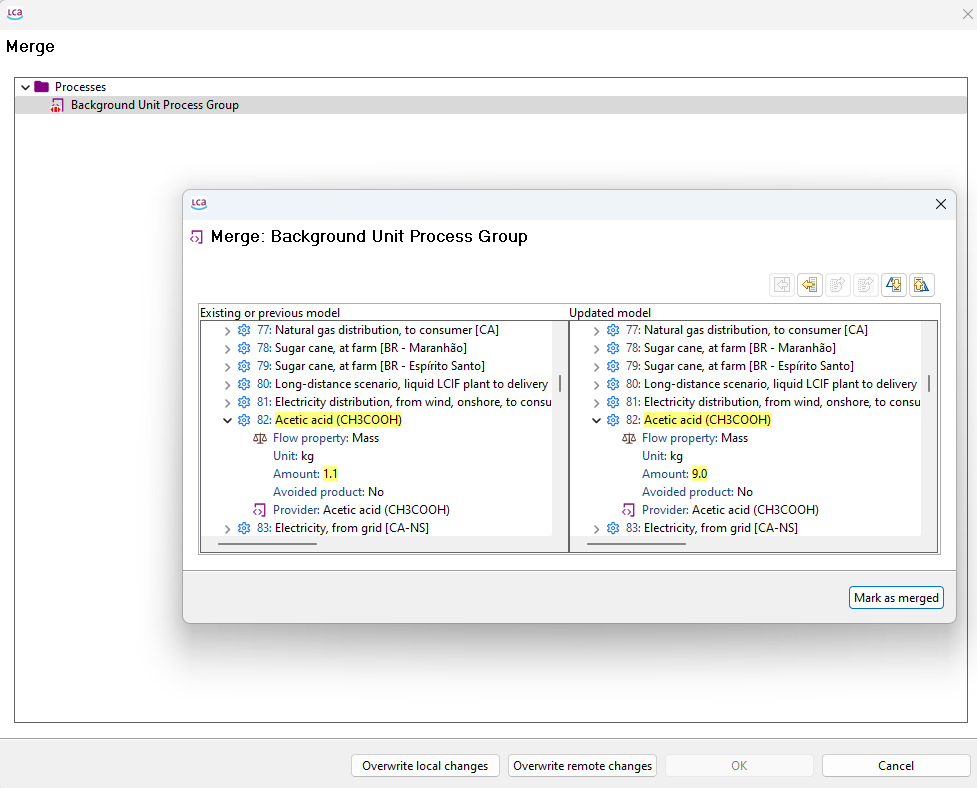 LCA
Merge
Processes
Background Unit Process Group
LCA
Merge: Background Unit Process Group
Existing or previous model
77: Natural gas distribution, to consumer [CA]
78: Sugar cane, at farm [BR - Maranhão]
79: Sugar cane, at farm [BR - Espírito Santo]
80: Long-distance scenario, liquid LCIF plant to delivery
81: Electricity distribution, from wind, onshore, to consu
82: Acetic acid (CH3COOH)
Flow property: Mass
Unit: kg
Amount: 1.1
Avoided product: No
Provider: Acetic acid (CH3COOH)
83: Electricity, from grid [CA-NS]
Updated model
77: Natural gas distribution, to consumer [CA]
78: Sugar cane, at farm [BR - Maranhão]
79: Sugar cane, at farm [BR - Espírito Santo]
80: Long-distance scenario, liquid LCIF plant to delivery
81: Electricity distribution, from wind, onshore, to consu
82: Acetic acid (CH3COOH)
Flow property: Mass
Unit: kg
Amount: 9.0
Avoided product: No
Provider: Acetic acid (CH3COOH)
83: Electricity, from grid [CA-NS]
Mark as merged
Overwrite local changes
Overwrite remote changes
OK
Cancel